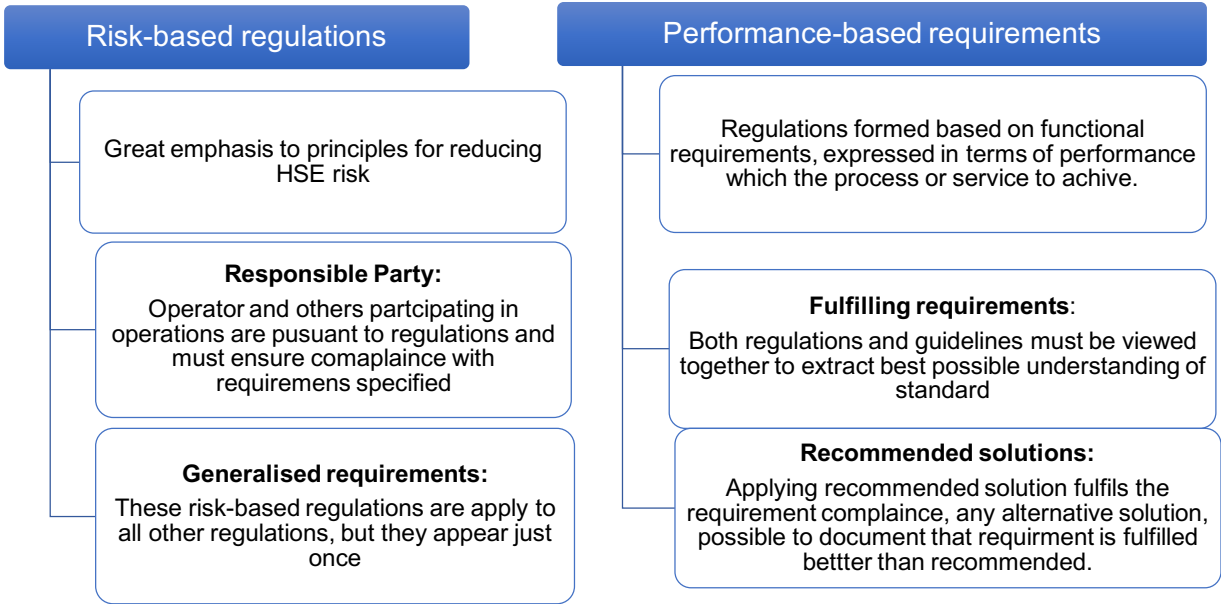 Risk-based regulations
Great emphasis to principles for reducing
HSE risk
Responsible Party:
Operator and others partcipating in
operations are pusuant to regulations and
must ensure comaplaince with
requiremens specified
Generalised requirements:
These risk-based regulations are apply to
all other regulations, but they appear just
once
Performance-based requirements
Regulations formed based on functional
requirements, expressed in terms of performance
which the process or service to achive.
Fulfilling requirements:
Both regulations and guidelines must be viewed
together to extract best possible understanding of
standard
Recommended solutions:
Applying recommended solution fulfils the
requirement complaince, any alternative solution,
possible to document that requirment is fulfilled
bettter than recommended.